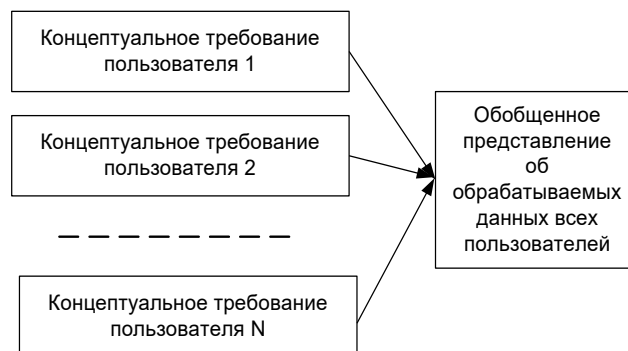 Концептуальное требование
пользователя 1
Концептуальное требование
пользователя 2
Концептуальное требование
пользователя N
Обобщенное
представление
об
обрабатываемых
данных всех
пользователей